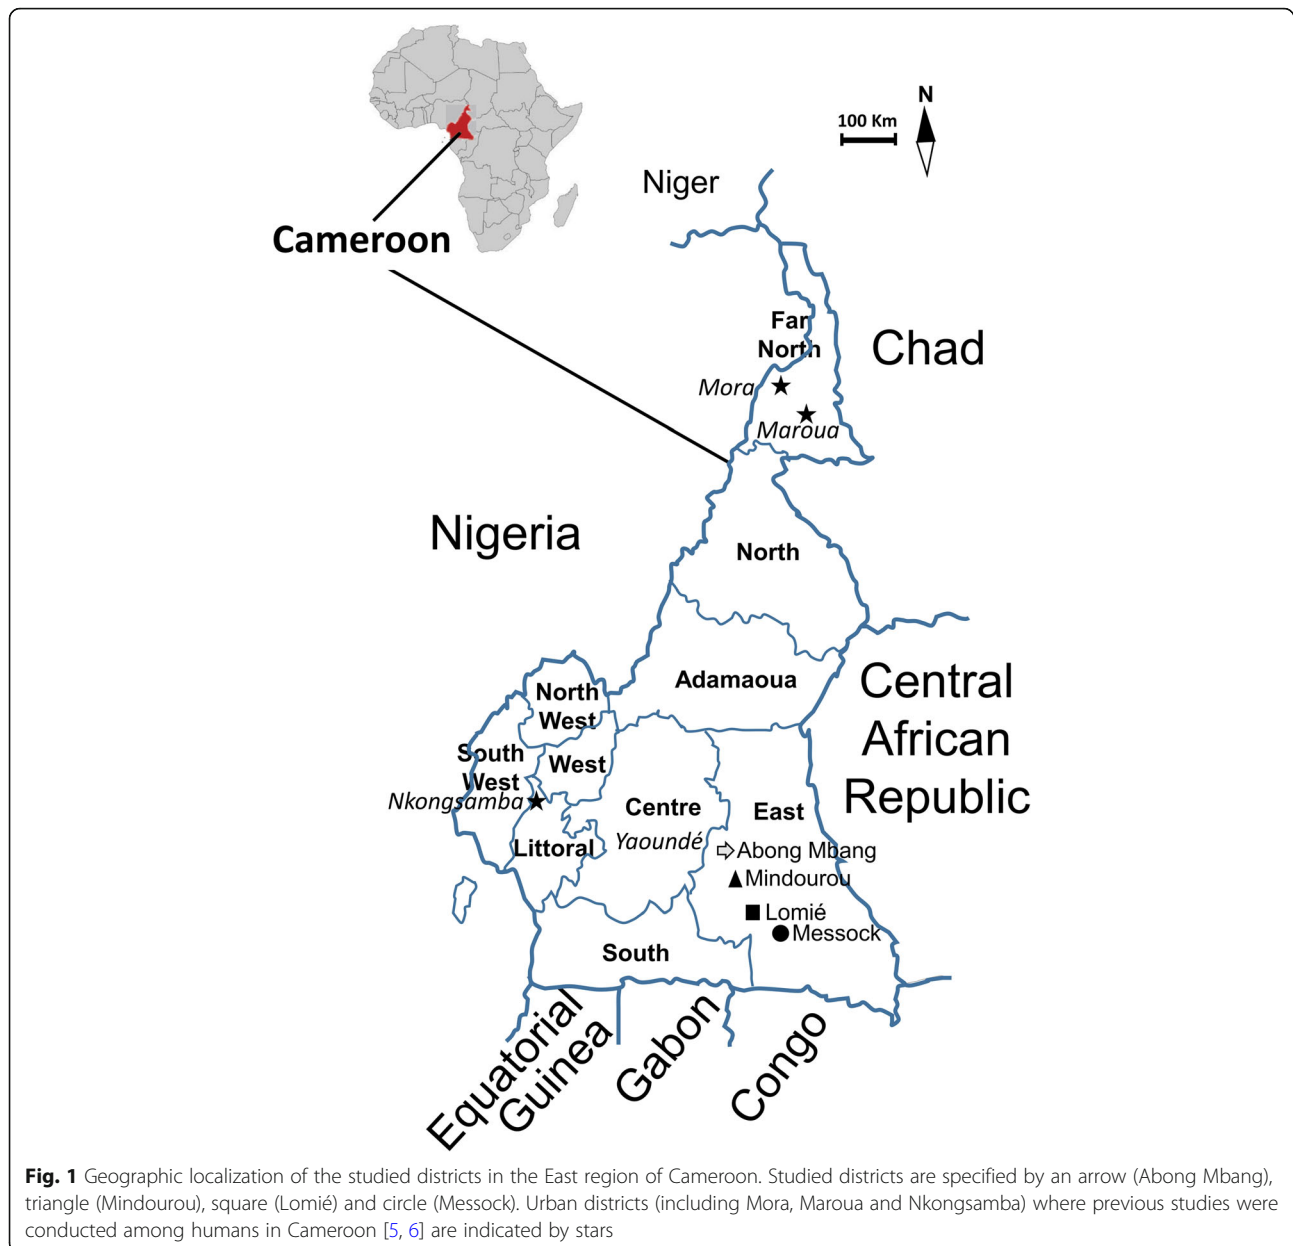 N
100 Km
Niger
Cameroon
Far
North
Chad
Mora
Maroua
Nigeria
North
Adamaoua
Central
African
Republic
North
West
South
West
West
Nkongsamba
Centre
East
Littoral
Yaoundé
Abong Mbang
Mindourou
Lomié
Messock
South
Equatorial
Guinea
Gabon
Congo
Fig. 1 Geographic localization of the studied districts in the East region of Cameroon. Studied districts are specified by an arrow (Abong Mbang),
triangle (Mindourou), square (Lomié) and circle (Messock). Urban districts (including Mora, Maroua and Nkongsamba) where previous studies were
conducted among humans in Cameroon [5, 6] are indicated by stars